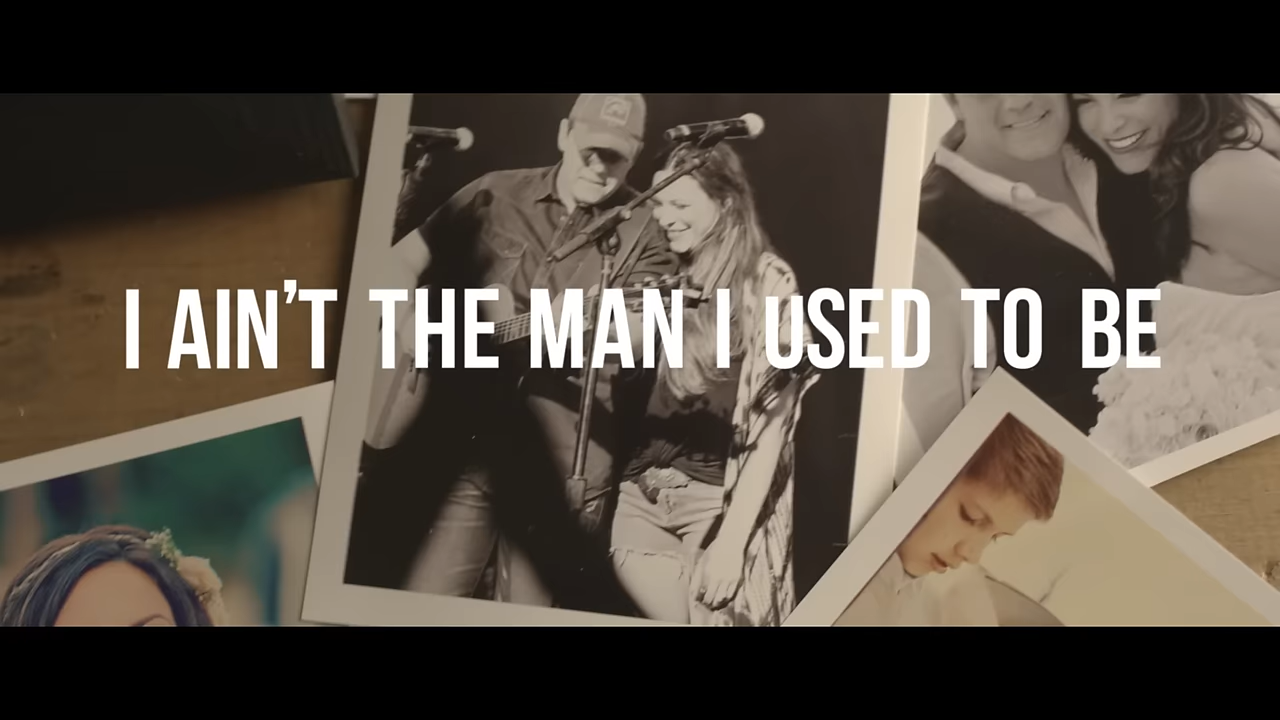 I AIN’T THE MAN I USED TO BE